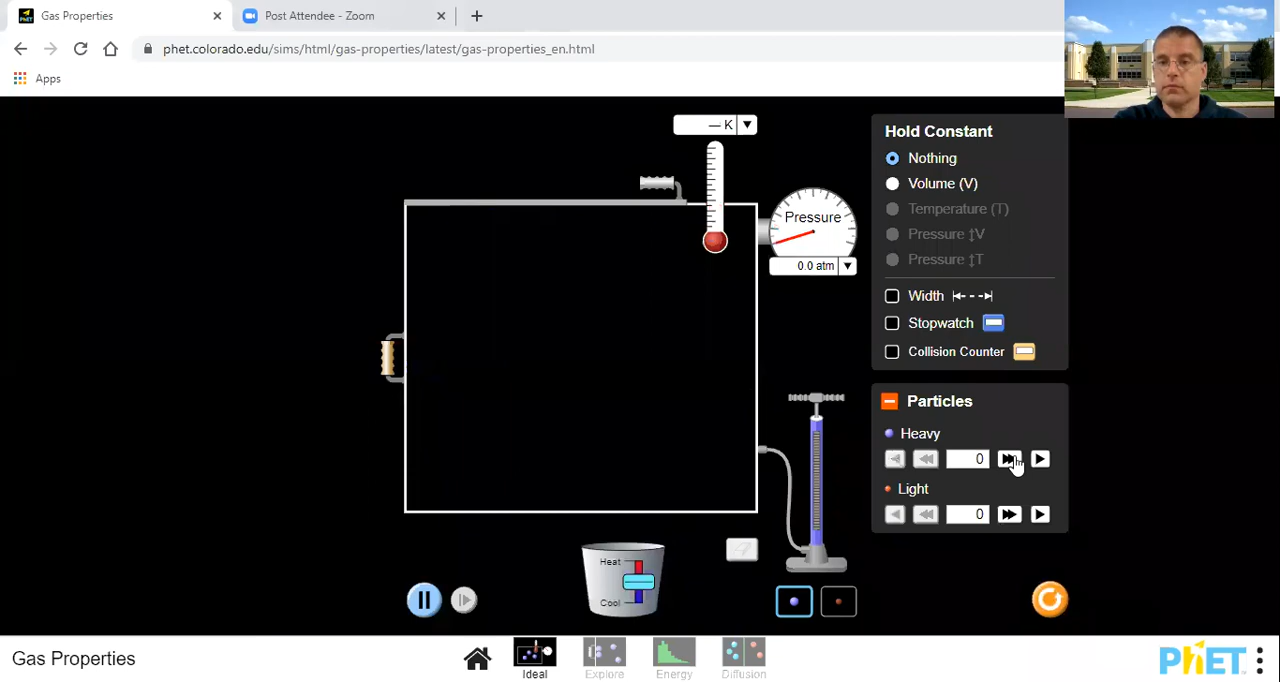 Gas Properties
Post Attendee - Zoom
phet.colorado.edu/sims/html/gas-properties/latest/gas-properties_en.html
Apps
— K
Pressure
0.0 atm
Hold Constant
Nothing
Volume (V)
Temperature (T)
Pressure ↕V
Pressure ↕T
Width
Stopwatch
Collision Counter
Particles
Heavy
0
Light
0
Heat
Cool
Gas Properties
Ideal
Explore
Energy
Diffusion
PhET